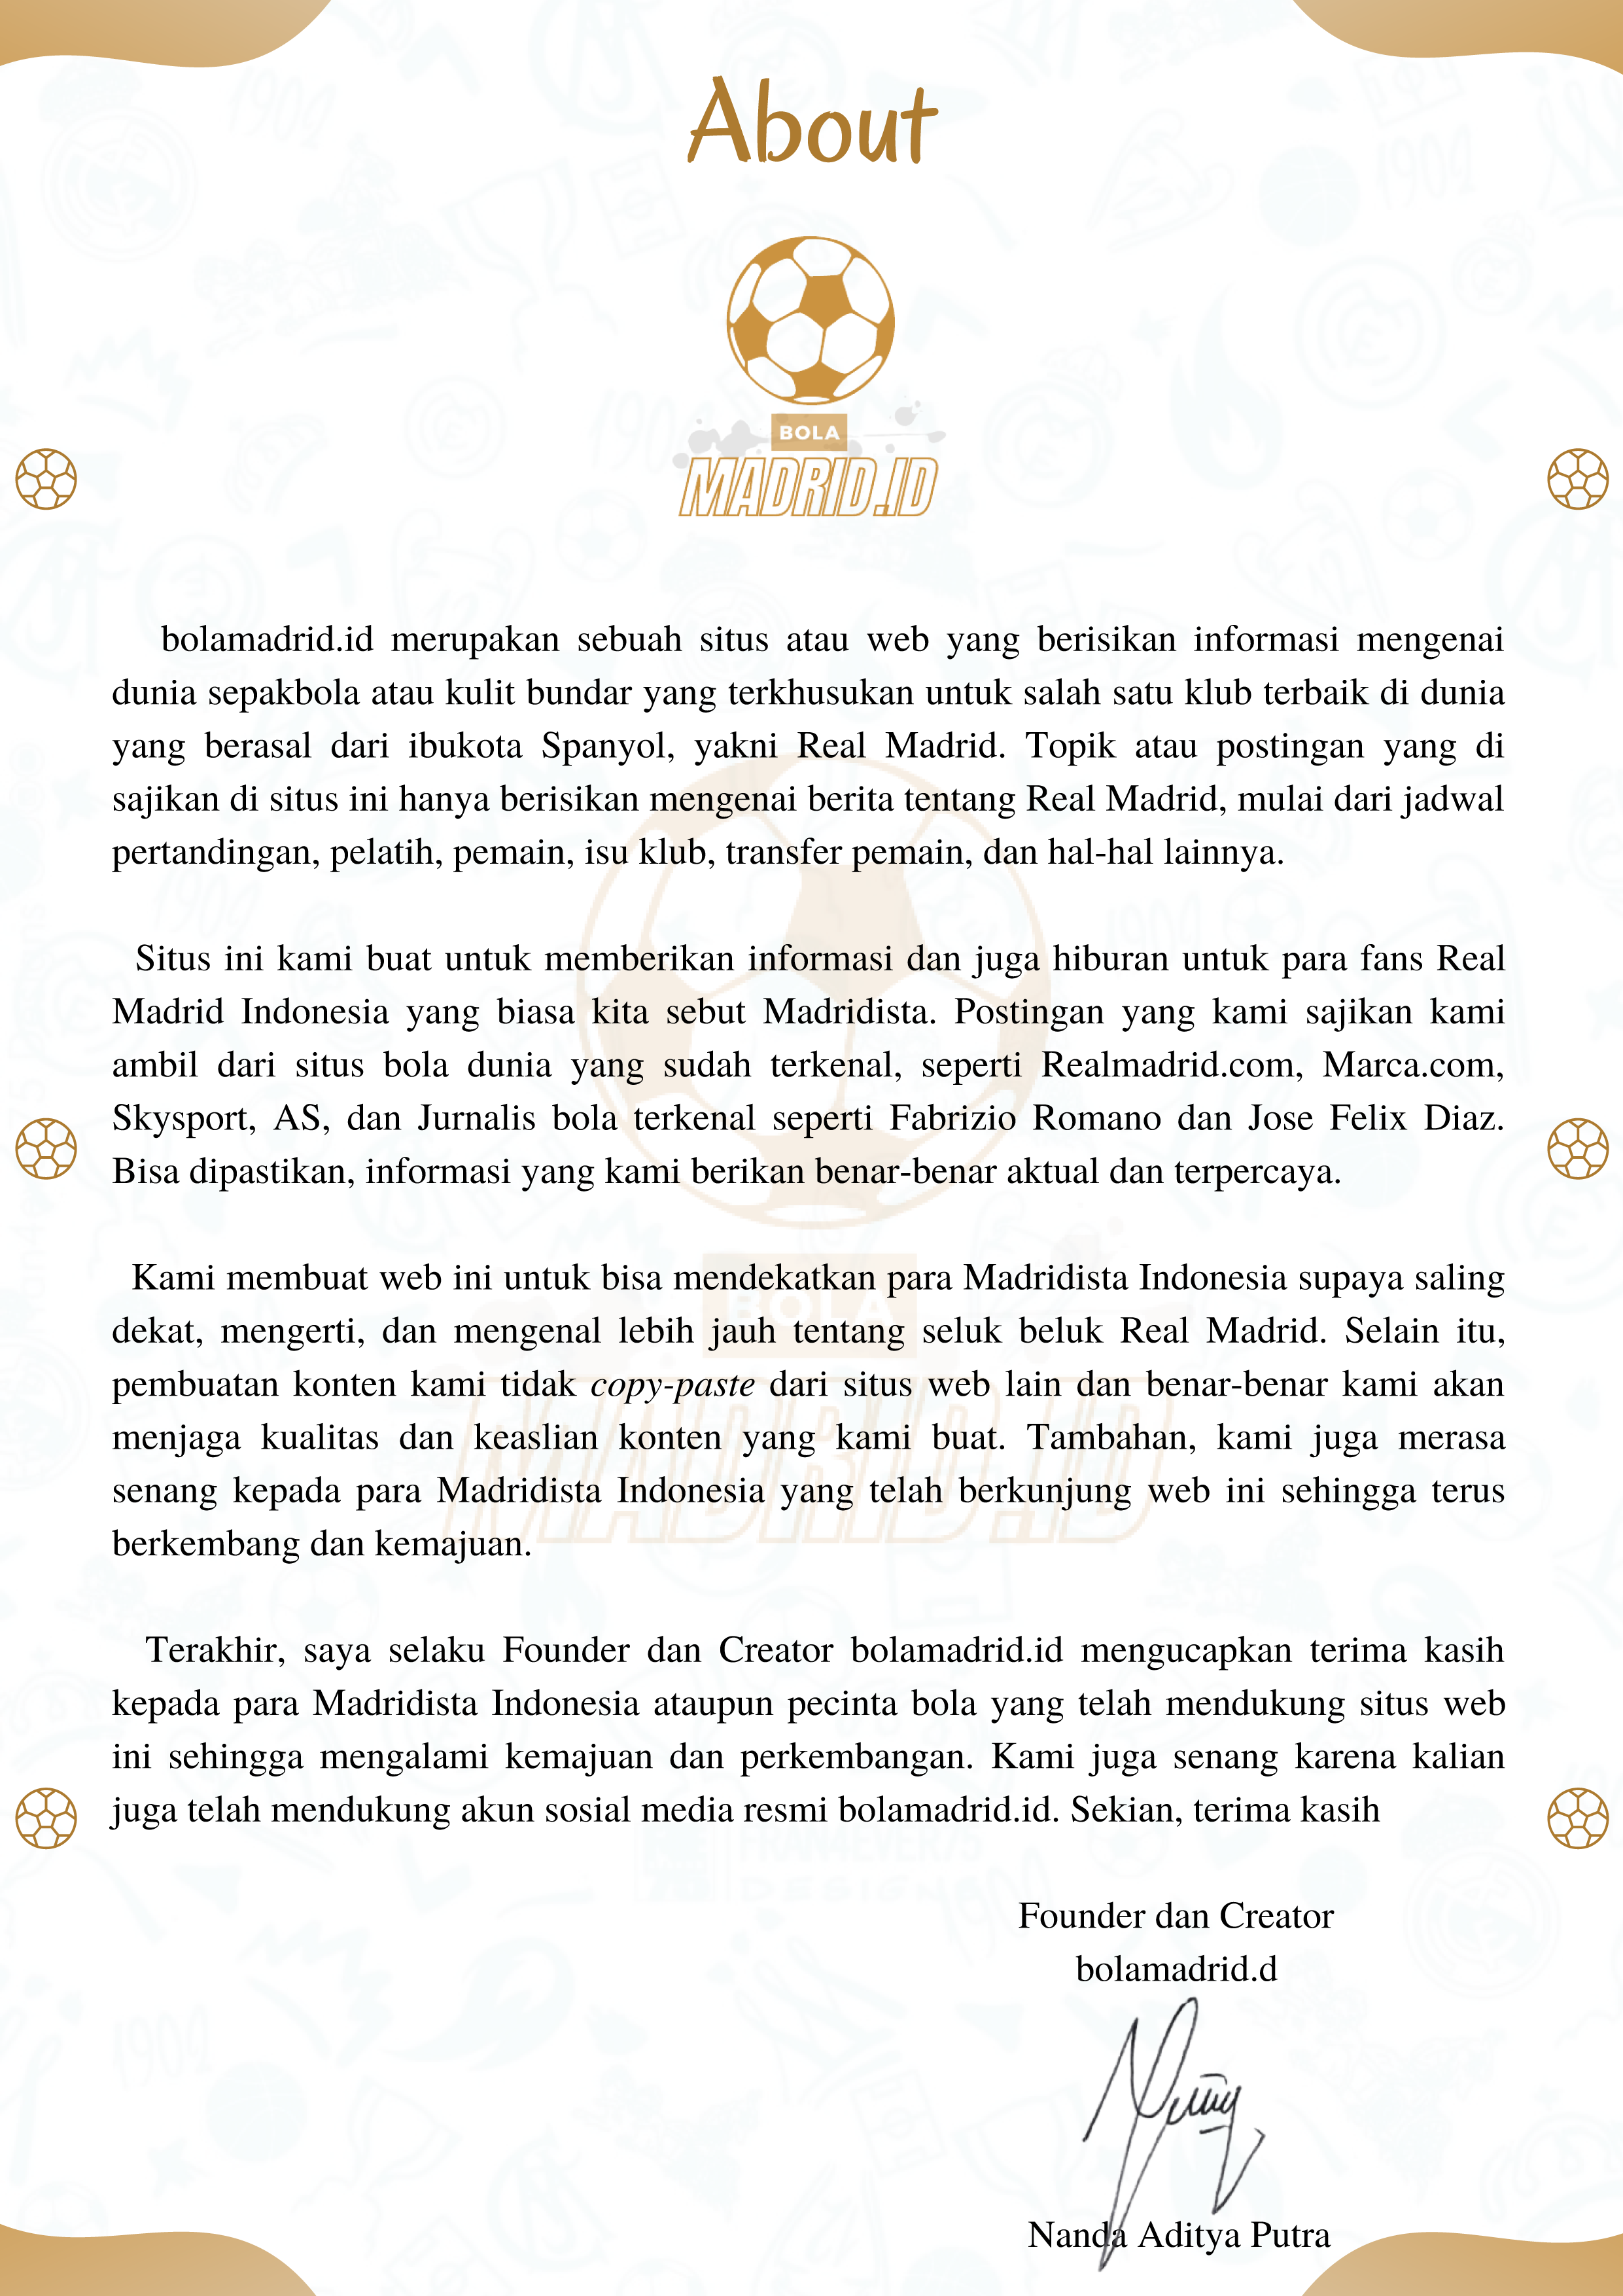 About
BOLA
MADRID.ID
bolamadrid.id merupakan sebuah situs atau web yang berisikan informasi mengenai
dunia sepakbola atau kulit bundar yang terkhusukan untuk salah satu klub terbaik di dunia
yang berasal dari ibukota Spanyol, yakni Real Madrid. Topik atau postingan yang di
sajikan di situs ini hanya berisikan mengenai berita tentang Real Madrid, mulai dari jadwal
pertandingan, pelatih, pemain, isu klub, transfer pemain, dan hal-hal lainnya.
Situs ini kami buat untuk memberikan informasi dan juga hiburan untuk para fans Real
Madrid Indonesia yang biasa kita sebut Madridista. Postingan yang kami sajikan kami
ambil dari situs bola dunia yang sudah terkenal, seperti Realmadrid.com, Marca.com,
Skysport, AS, dan Jurnalis bola terkenal seperti Fabrizio Romano dan Jose Felix Diaz.
Bisa dipastikan, informasi yang kami berikan benar-benar aktual dan terpercaya.
Kami membuat web ini untuk bisa mendekatkan para Madridista Indonesia supaya saling
dekat, mengerti, dan mengenal lebih jauh tentang seluk beluk Real Madrid. Selain itu,
pembuatan konten kami tidak copy-paste dari situs web lain dan benar-benar kami akan
menjaga kualitas dan keaslian konten yang kami buat. Tambahan, kami juga merasa
senang kepada para Madridista Indonesia yang telah berkunjung web ini sehingga terus
berkembang dan kemajuan.
Terakhir, saya selaku Founder dan Creator bolamadrid.id mengucapkan terima kasih
kepada para Madridista Indonesia ataupun pecinta bola yang telah mendukung situs web
ini sehingga mengalami kemajuan dan perkembangan. Kami juga senang karena kalian
juga telah mendukung akun sosial media resmi bolamadrid.id. Sekian, terima kasih
Founder dan Creator
bolamadrid.d
Nanda Aditya Putra